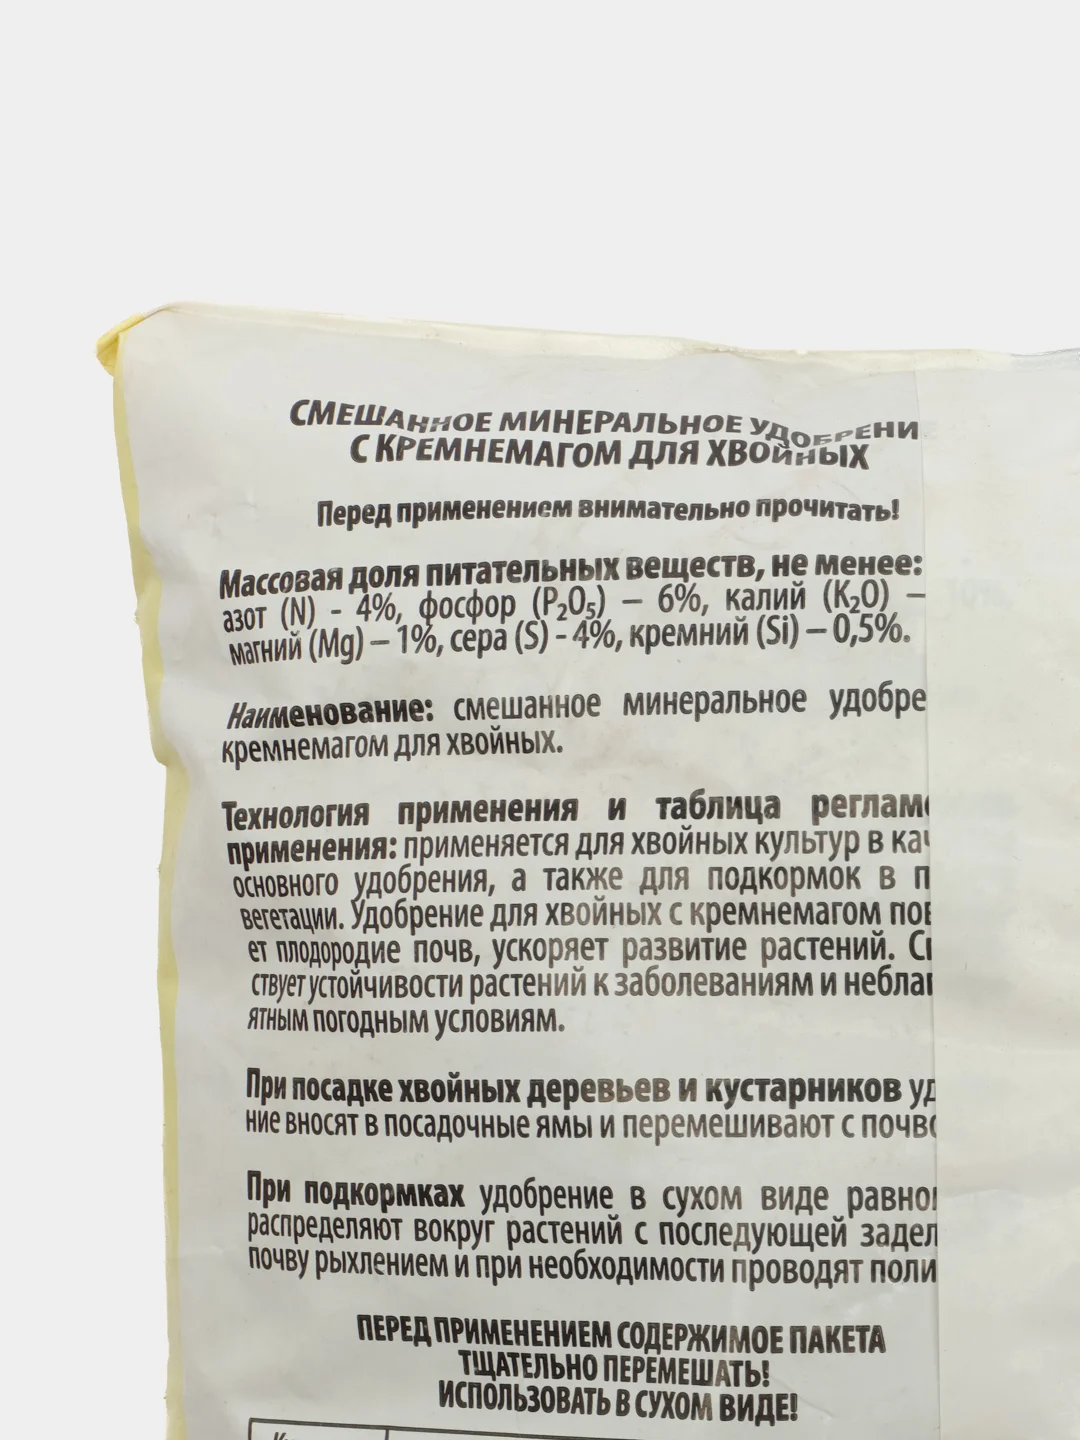 СМЕШАННОЕ МИНЕРАЛЬНОЕ УДОБРЕНИ
С КРЕМНЕМАГОМ ДЛЯ ХВОЙНЫХ
Перед применением внимательно прочитать!
Массовая доля питательных веществ, не менее:
азот (N) - 4%, фосфор (P₂O₅) – 6%, калий (K₂O) –
магний (Mg) – 1%, сера (S) - 4%, кремний (Si) – 0,5%.
Наименование: смешанное минеральное удобре
кремнемагом для хвойных.
Технология применения и таблица реглам
применения: применяется для хвойных культур в кач
основного удобрения, а также для подкормок в п
вегетации. Удобрение для хвойных с кремнемагом пов
ет плодородие почв, ускоряет развитие растений. Сп
ствует устойчивости растений к заболеваниям и неблаг
ятным погодным условиям.
При посадке хвойных деревьев и кустарников уд
ние вносят в посадочные ямы и перемешивают с почво
При подкормках удобрение в сухом виде равно
распределяют вокруг растений с последующей задел
почву рыхлением и при необходимости проводят поли
ПЕРЕД ПРИМЕНЕНИЕМ СОДЕРЖИМОЕ ПАКЕТА
ТЩАТЕЛЬНО ПЕРЕМЕШАТЬ!
ИСПОЛЬЗОВАТЬ В СУХОМ ВИДЕ!